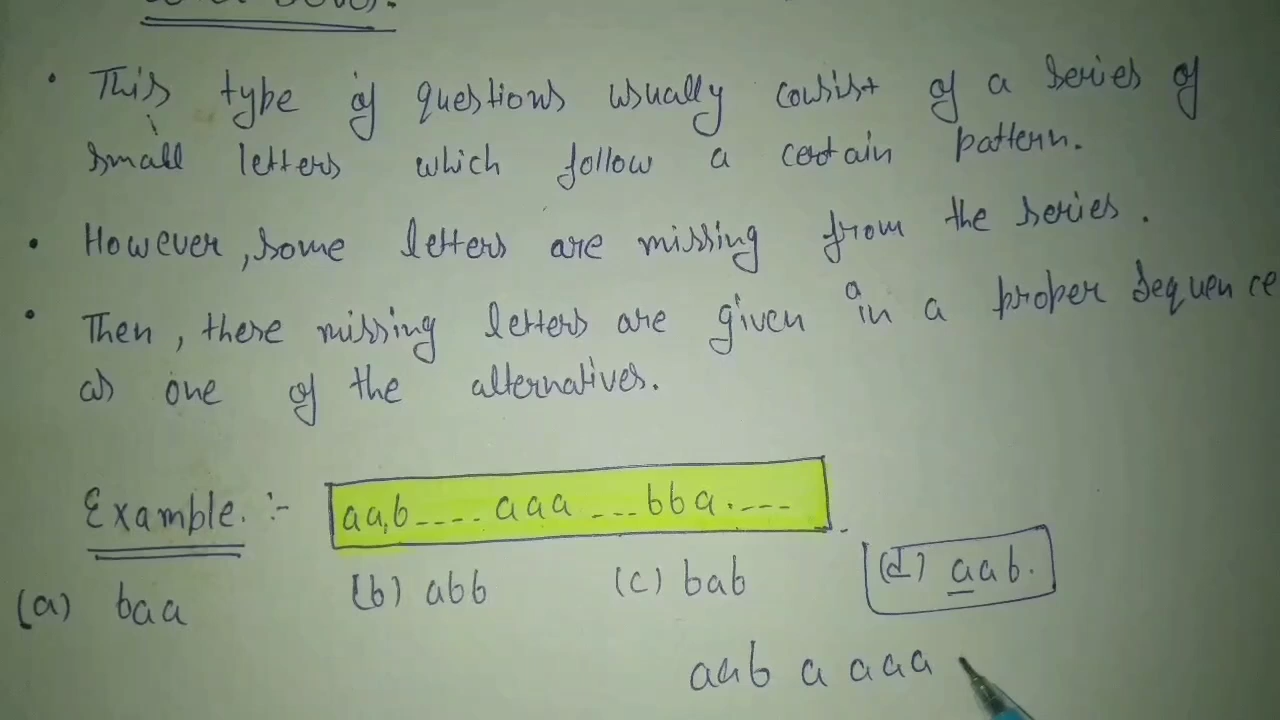 • This type of questions usually consist of a series of
small letters which follow a certain pattern.
• However, some letters are missing from the series.
• Then, these missing letters are given in a proper sequence
as one of the alternatives.
Examble :- aab---- aaa ---bba.---
(a) baa (b) abb (c) bab (d) aab.
aab a aaa